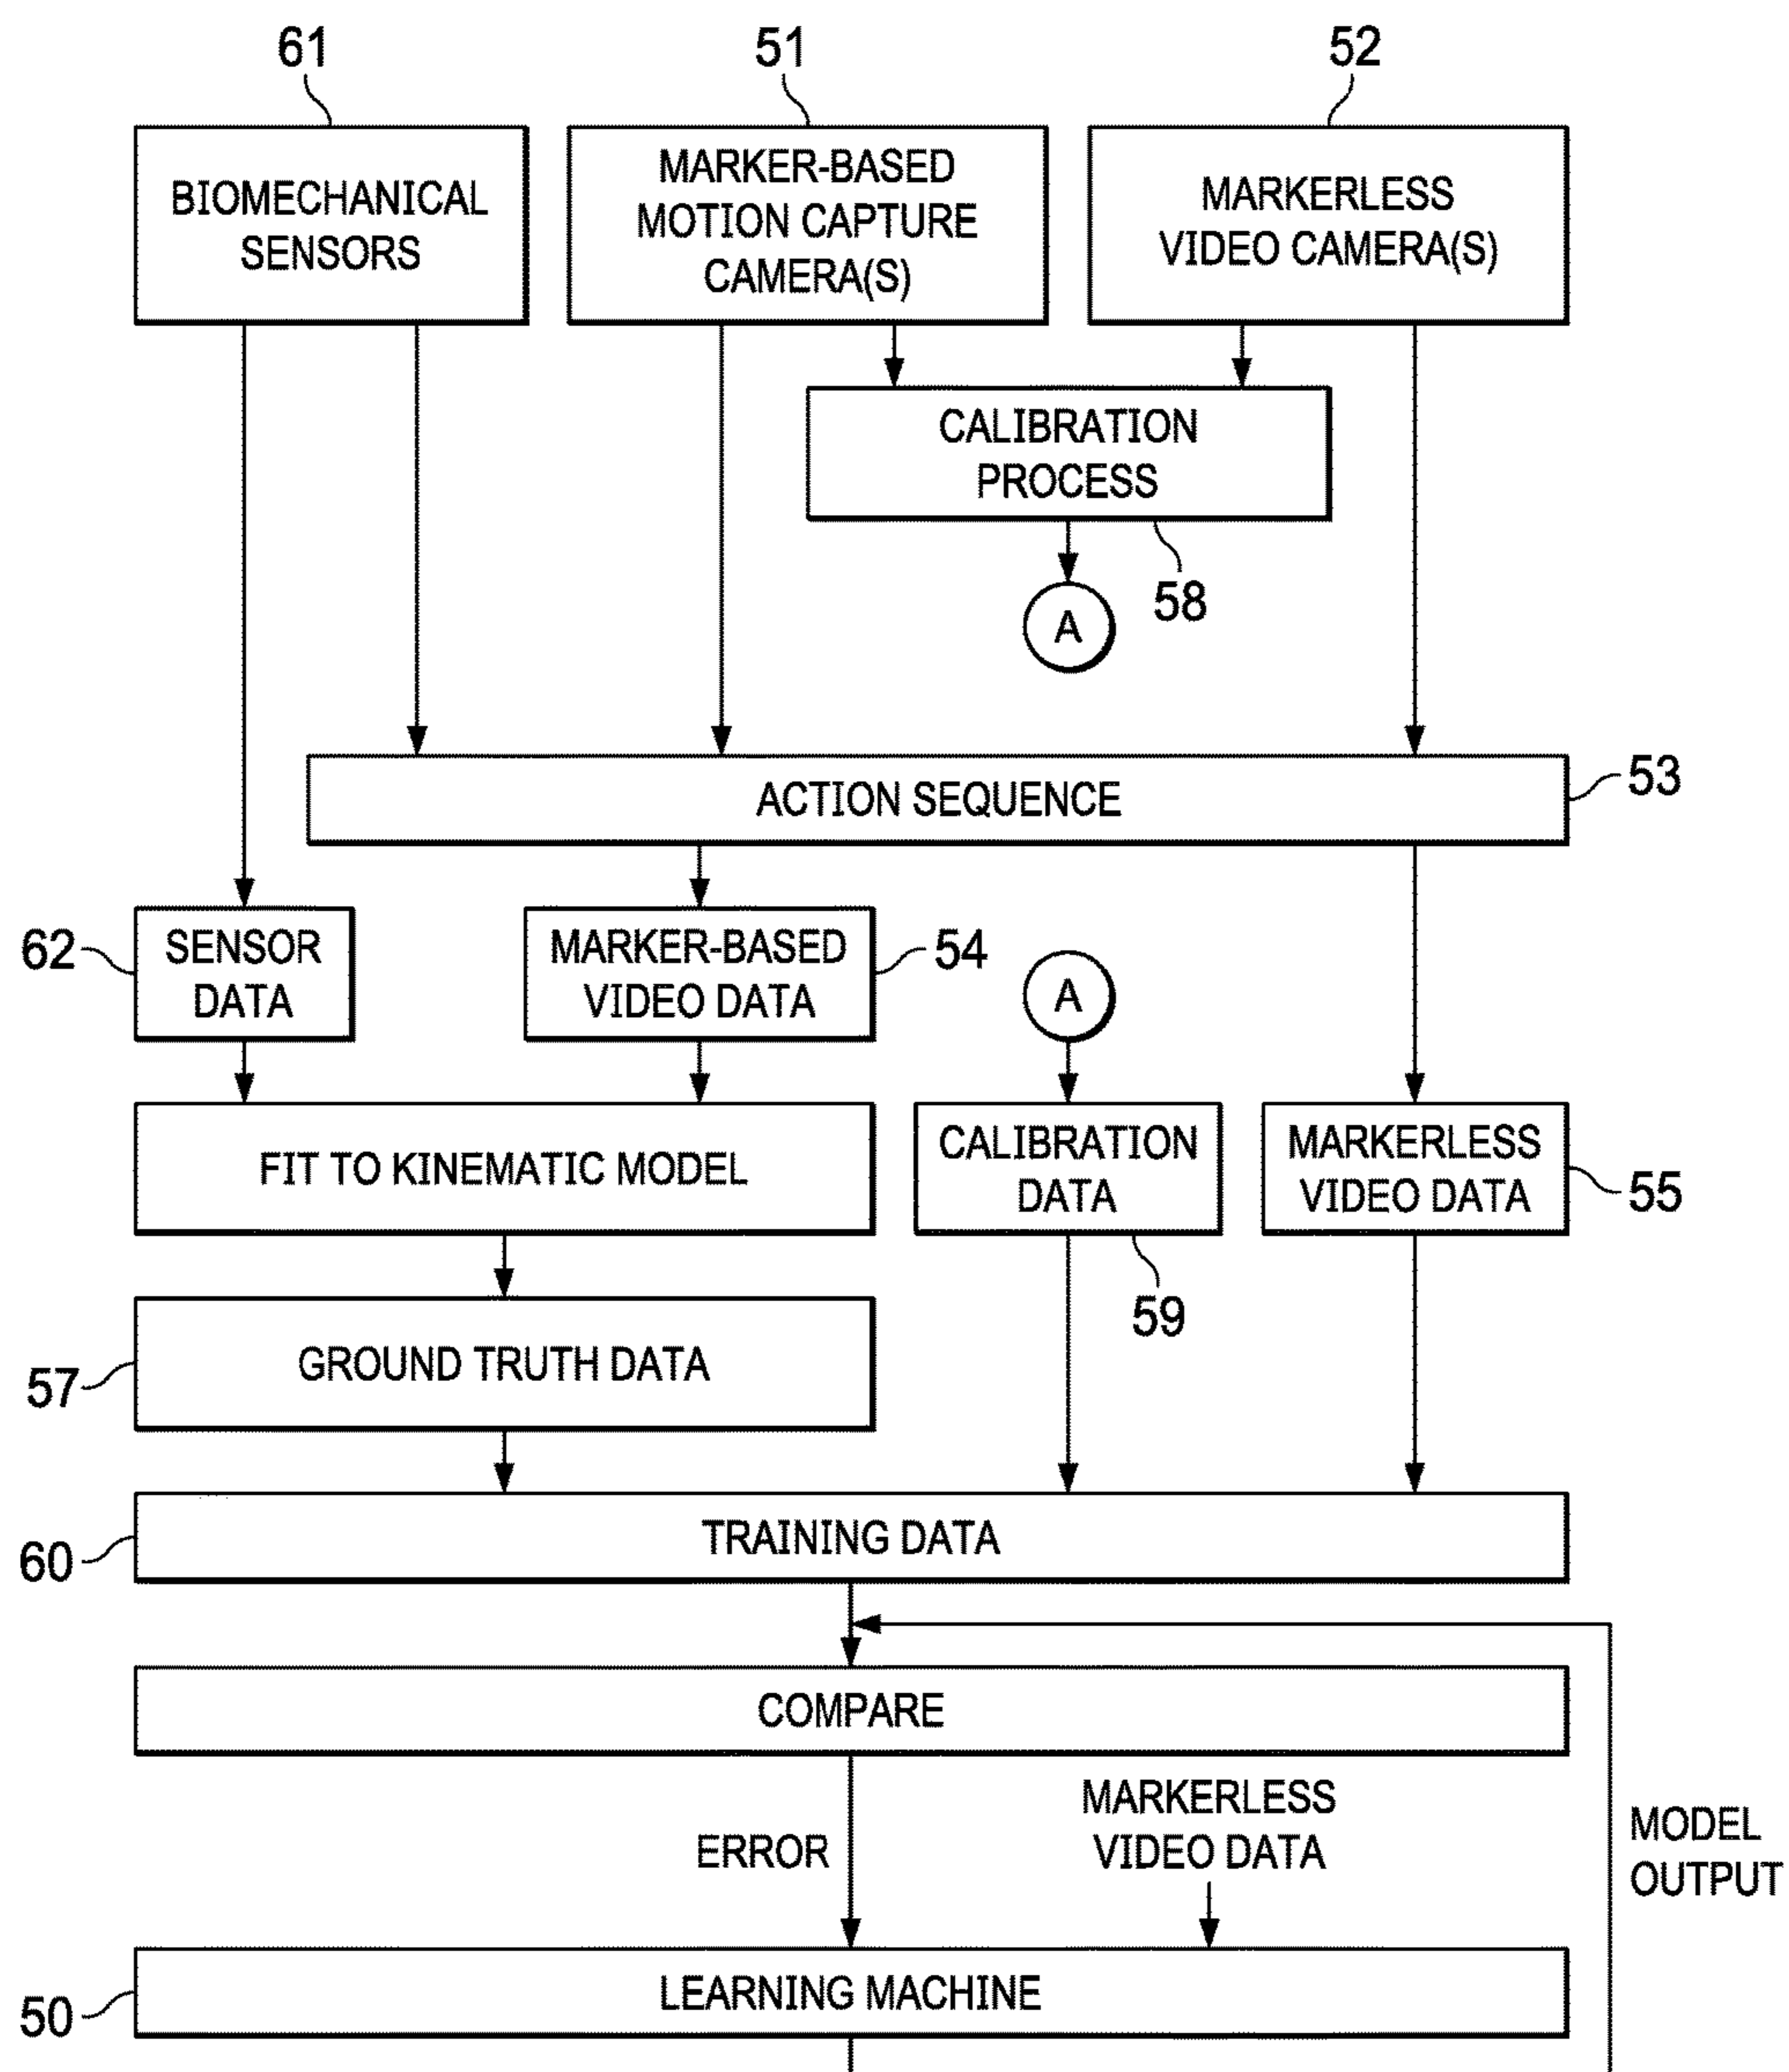 61
51
52
BIOMECHANICAL
SENSORS
MARKER-BASED
MOTION CAPTURE
CAMERA(S)
MARKERLESS
VIDEO CAMERA(S)
CALIBRATION
PROCESS
58
A
ACTION SEQUENCE
53
62
SENSOR
DATA
MARKER-BASED
VIDEO DATA
54
A
FIT TO KINEMATIC MODEL
CALIBRATION
DATA
MARKERLESS
VIDEO DATA
55
59
57
GROUND TRUTH DATA
60
TRAINING DATA
COMPARE
ERROR
MARKERLESS
VIDEO DATA
MODEL
OUTPUT
50
LEARNING MACHINE